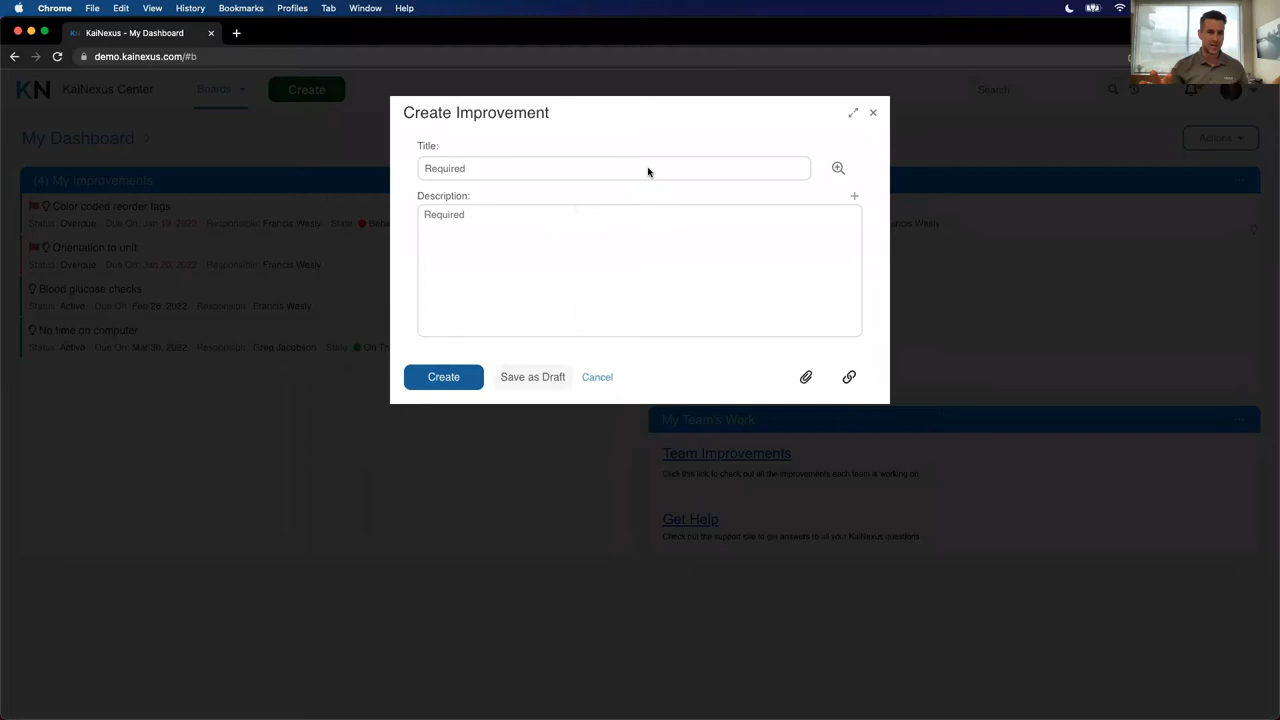 Chrome File Edit View History Bookmarks Profiles Tab Window Help
KaiNexus - My Dashboard
demo.kainexus.com/#b
KN KaiNexus Center Boards Create Search
My Dashboard
Actions
(4) My Improvements
Color coded reorder tags
Status: Overdue Due On: Jan 19, 2022 Responsible: Francis Wesly State:
Orientation to unit
Status: Overdue Due On: Jan 20, 2022 Responsible: Francis Wesly
Blood glucose checks
Status: Active Due On: Feb 26, 2022 Responsible: Francis Wesly
No time on computer
Status: Active Due On: Mar 30, 2022 Responsible: Greg Jacobson State: On
Create Improvement
Title:
Required
Description:
Required
Create Save as Draft Cancel
Wesly
My Team's Work
Team Improvements
Click this link to check out all the improvements each team is working on.
Get Help
Check out the support site to get answers to all your KaiNexus questions